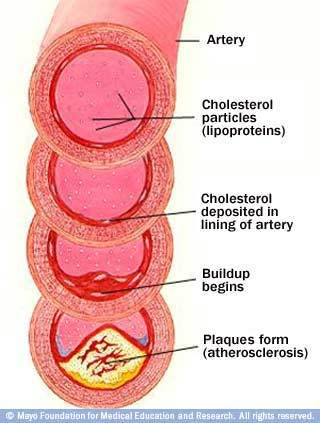 Artery
Cholesterol
particles
(lipoproteins)
Cholesterol
deposited in
lining of artery
Buildup
begins
Plaques form
(atherosclerosis)
© Mayo Foundation for Medical Education and Research. All rights reserved.